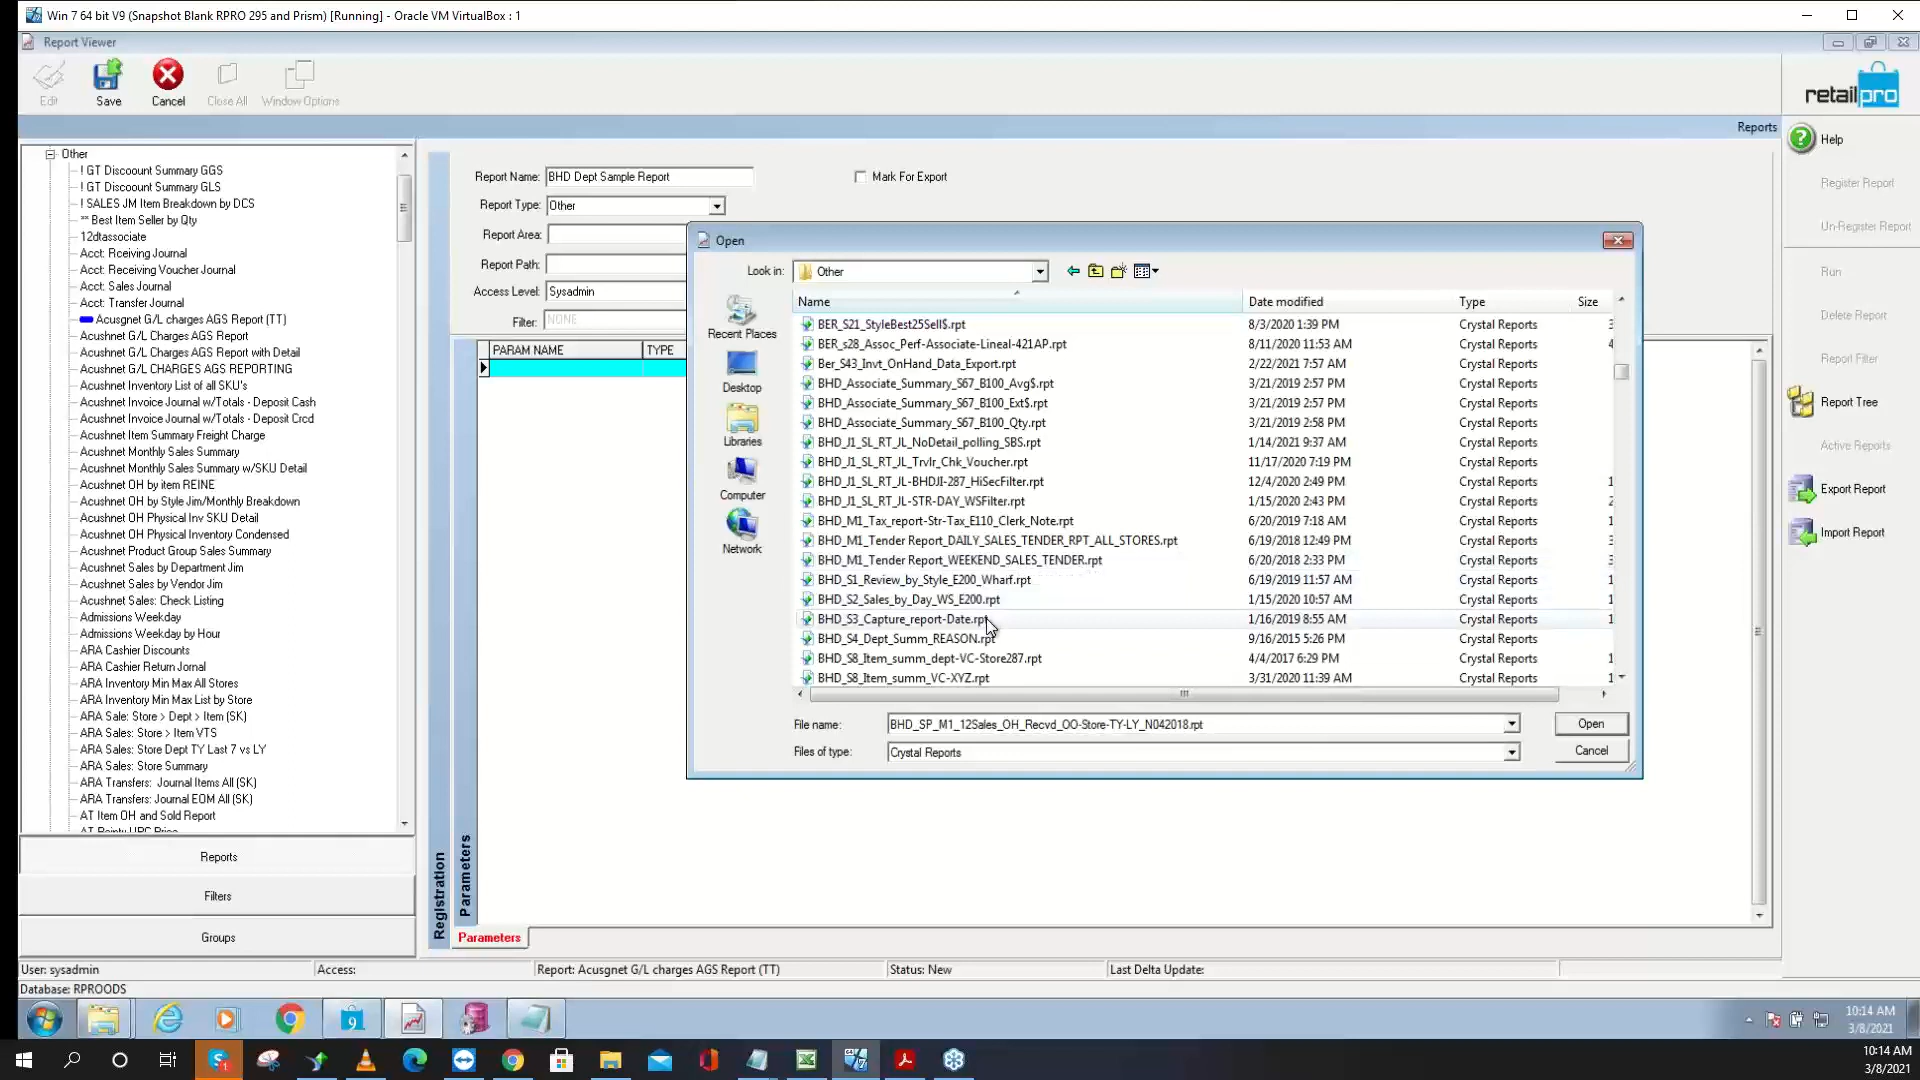 Win 7 64 bit V9 (Snapshot Blank RPRO 295 and Prism) [Running] - Oracle VM VirtualBox : 1
Report Viewer
Edit
Save
Cancel
Close All
Window Options
retailpro
Reports
Other
! GT Discoount Summary GGS
! GT Discoount Summary GLS
! SALES JM Item Breakdown by DCS
** Best Item Seller by Qty
12dtassociate
Acct: Rceiving Journal
Acct: Receiving Voucher Journal
Acct: Sales Journal
Acct: Transfer Journal
Acusgnet G/L charges AGS Report (TT)
Acushnet G/L Charges AGS Report
Acushnet G/L Charges AGS Report with Detail
Acushnet G/L CHARGES AGS REPORTING
Acushnet Inventory List of all SKU's
Acushnet Invoice Journal w/Totals - Deposit Cash
Acushnet Invoice Journal w/Totals - Deposit Crcd
Acushnet Item Summary Freight Charge
Acushnet Monthly Sales Summary
Acushnet Monthly Sales Summary w/SKU Detail
Acushnet OH by item REINE
Acushnet OH by Style Jim/Monthly Breakdown
Acushnet OH Physical Inv SKU Detail
Acushnet OH Physical Inventory Condensed
Acushnet Product Group Sales Summary
Acushnet Sales by Department Jim
Acushnet Sales by Vendor Jim
Acushnet Sales: Check Listing
Admissions Weekday
Admissions Weekday by Hour
ARA Cashier Discounts
ARA Cashier Return Jornal
ARA Inventory Min Max All Stores
ARA Inventory Min Max List by Store
ARA Sale: Store > Dept > Item (SK)
ARA Sales: Store > Item VTS
ARA Sales: Store Dept TY Last 7 vs LY
ARA Sales: Store Summary
ARA Transfers: Journal Items All (SK)
ARA Transfers: Journal EOM All (SK)
AT Item OH and Sold Report
Reports
Filters
Groups
Report Name: BHD Dept Sample Report
Mark For Export
Report Type: Other
Report Area:
Report Path:
Access Level: Sysadmin
Filter: NONE
PARAM NAME TYPE
Registration
Parameters
Parameters
Open
Look in: Other
Recent Places
Desktop
Libraries
Computer
Network
Name Date modified Type Size
BER_S21_StyleBest25Sell$.rpt 8/3/2020 1:39 PM Crystal Reports 3
BER_s28_Assoc_Perf-Associate-Lineal-421AP.rpt 8/11/2020 11:53 AM Crystal Reports 4
Ber_S43_Invt_OnHand_Data_Export.rpt 2/22/2021 7:57 AM Crystal Reports
BHD_Associate_Summary_S67_B100_Avg$.rpt 3/21/2019 2:57 PM Crystal Reports
BHD_Associate_Summary_S67_B100_Ext$.rpt 3/21/2019 2:57 PM Crystal Reports
BHD_Associate_Summary_S67_B100_Qty.rpt 3/21/2019 2:58 PM Crystal Reports
BHD_J1_SL_RT_JL_NoDetail_polling_SBS.rpt 1/14/2021 9:37 AM Crystal Reports
BHD_J1_SL_RT_JL_Trvlr_Chk_Voucher.rpt 11/17/2020 7:19 PM Crystal Reports
BHD_J1_SL_RT_JL-BHDJI-287_HiSecFilter.rpt 12/4/2020 2:49 PM Crystal Reports 1
BHD_J1_SL_RT_JL-STR-DAY_WSFilter.rpt 1/15/2020 2:43 PM Crystal Reports 2
BHD_M1_Tax_report-Str-Tax_E110_Clerk_Note.rpt 6/20/2019 7:18 AM Crystal Reports 1
BHD_M1_Tender Report_DAILY_SALES_TENDER_RPT_ALL_STORES.rpt 6/19/2018 12:49 PM Crystal Reports 3
BHD_M1_Tender Report_WEEKEND_SALES_TENDER.rpt 6/20/2018 2:33 PM Crystal Reports 3
BHD_S1_Review_by_Style_E200_Wharf.rpt 6/19/2019 11:57 AM Crystal Reports 1
BHD_S2_Sales_by_Day_WS_E200.rpt 1/15/2020 10:57 AM Crystal Reports 1
BHD_S3_Capture_report-Date.rpt 1/16/2019 8:55 AM Crystal Reports 1
BHD_S4_Dept_Summ_REASON.rpt 9/16/2015 5:26 PM Crystal Reports
BHD_S8_Item_summ_dept-VC-Store287.rpt 4/4/2017 6:29 PM Crystal Reports 1
BHD_S8_Item_summ_VC-XYZ.rpt 3/31/2020 11:39 AM Crystal Reports 1
File name: BHD_SP_M1_12Sales_OH_Recvd_OO-Store-TY-LY_N042018.rpt
Open
Files of type: Crystal Reports
Cancel
Help
Register Report
Un-Register Report
Run
Delete Report
Report Filter
Report Tree
Active Reports
Export Report
Import Report
User: sysadmin
Access:
Report: Acusgnet G/L charges AGS Report (TT)
Status: New
Last Delta Update:
Database: RPROODS
10:14 AM
3/8/2021
10:14 AM
3/8/2021